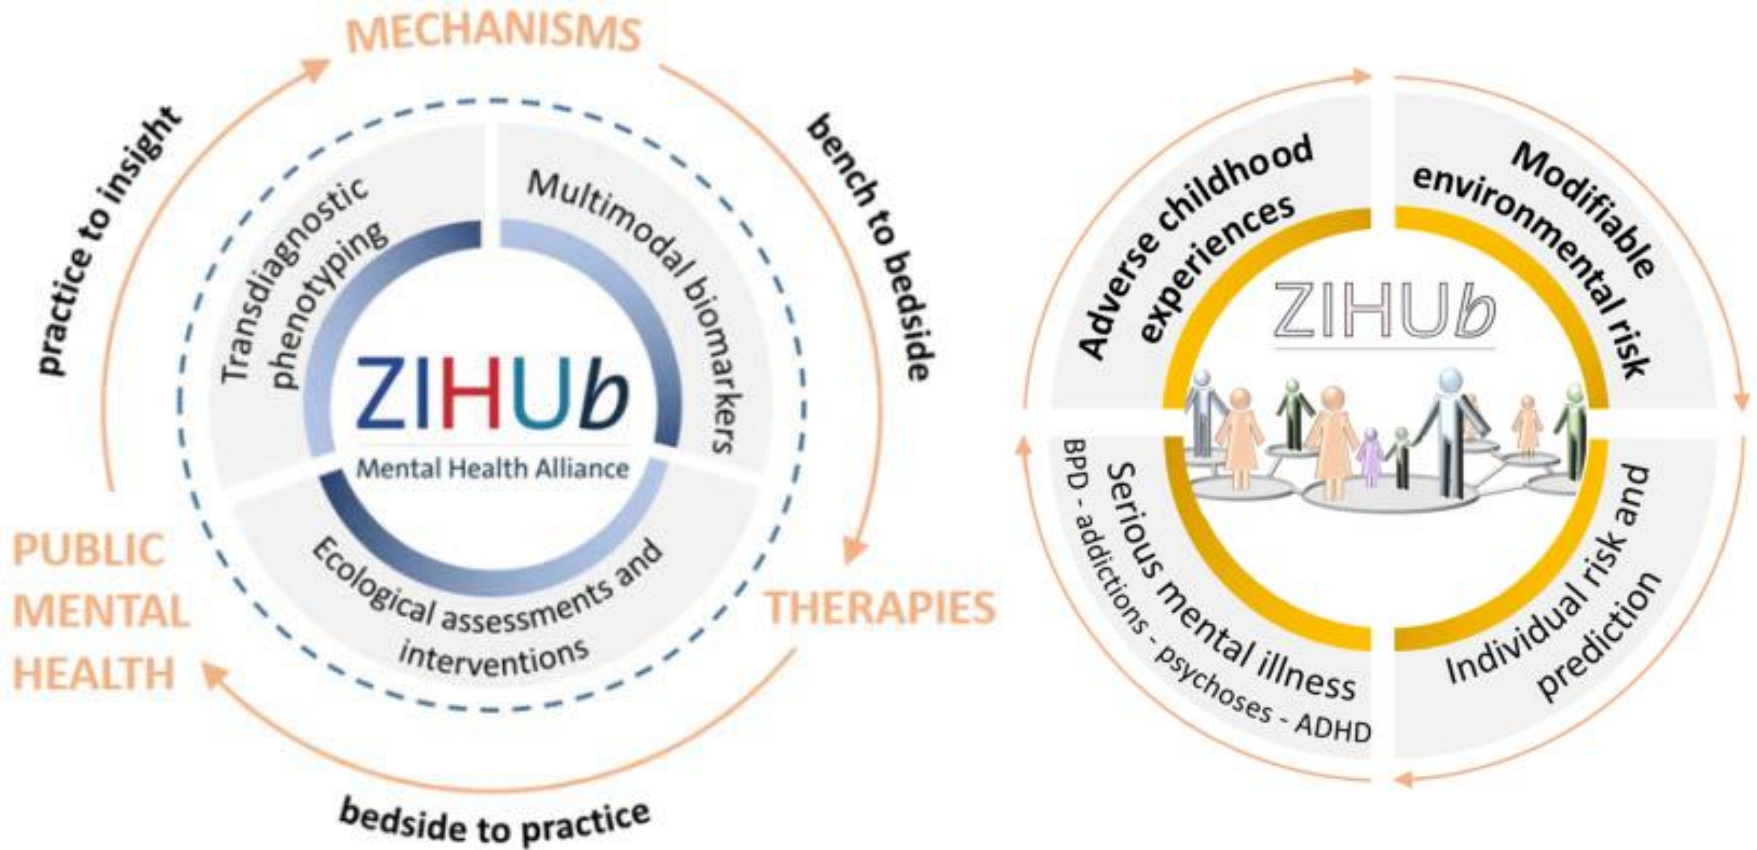 MECHANISMS
practice to insight
bench to bedside
Transdiagnostic
phenotyping
Multimodal biomarkers
ZIHUb
Mental Health Alliance
Ecological assessments and
interventions
PUBLIC
MENTAL
HEALTH
THERAPIES
bedside to practice
Adverse childhood
experiences
Modifiable
environmental risk
ZIHUb
Serious mental illness
BPD - addictions - psychoses - ADHD
Individual risk and
prediction